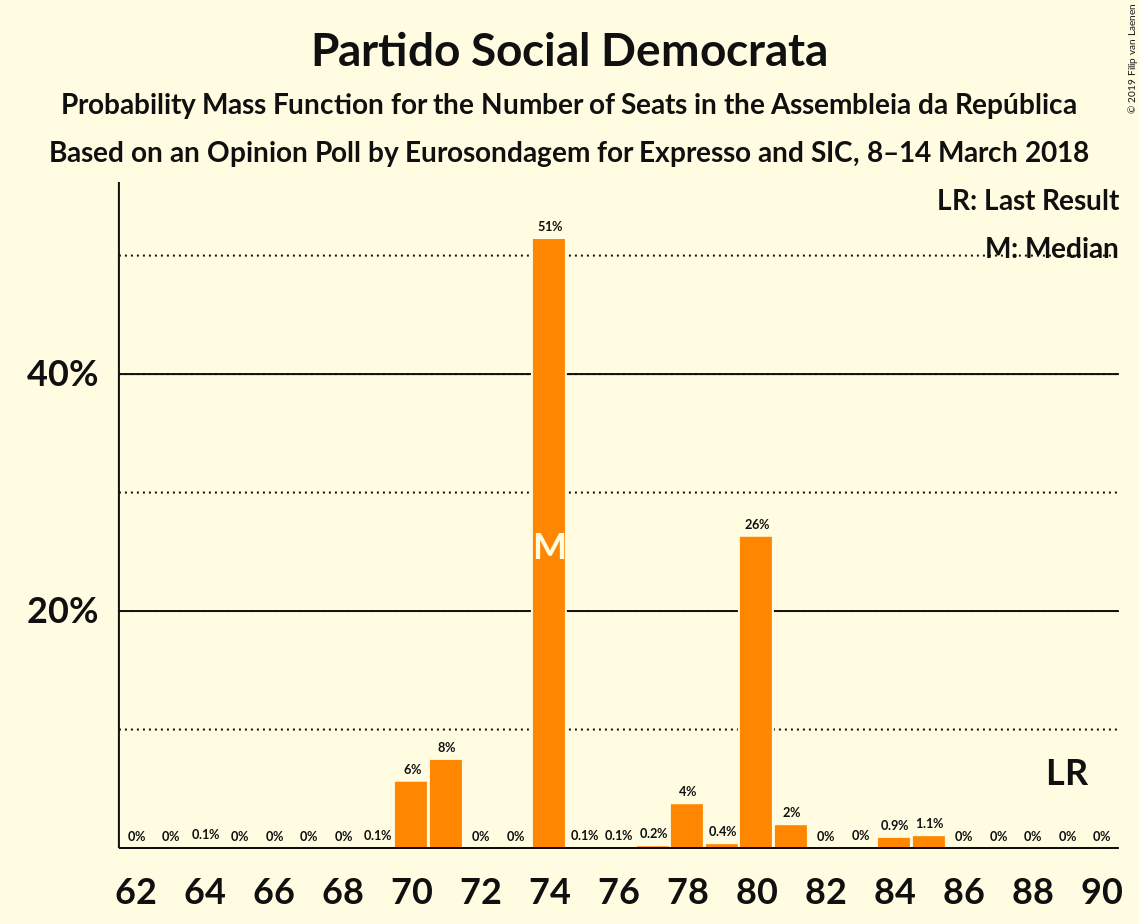 Partido Social Democrata
Probability Mass Function for the Number of Seats in the Assembleia da República
Based on an Opinion Poll by Eurosondagem for Expresso and SIC, 8–14 March 2018
© 2019 Filip van Laenen
LR: Last Result
M: Median
40%
20%
0% 0% 0.1% 0% 0% 0% 0% 0.1% 6% 8% 0% 0% 51% 0.1% 0.1% 0.2% 4% 0.4% 26% 2% 0% 0% 0.9% 1.1% 0% 0% 0% 0% 0%
M
LR
62 64 66 68 70 72 74 76 78 80 82 84 86 88 90